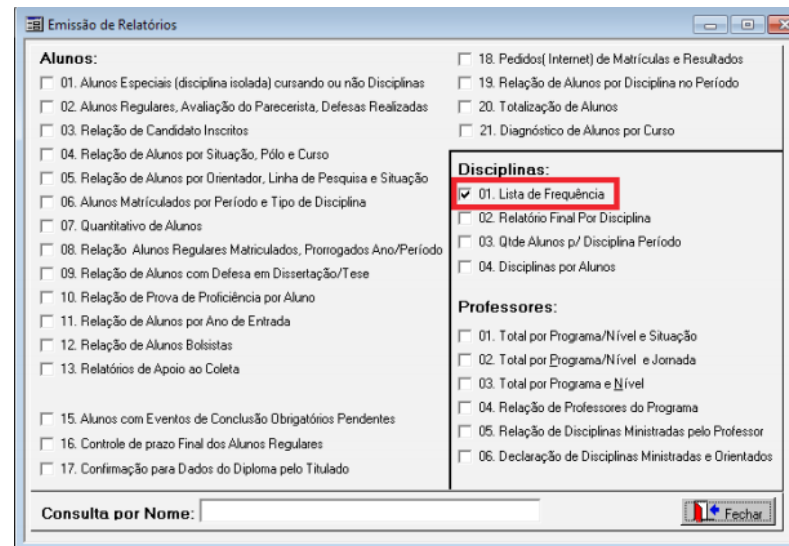 Emissão de Relatórios
Alunos:
01. Alunos Especiais (disciplina isolada) cursando ou não Disciplinas
02. Alunos Regulares, Avaliação do Parecerista, Defesas Realizadas
03. Relação de Candidato Inscritos
04. Relação de Alunos por Situação, Pólo e Curso
05. Relação de Alunos por Orientador, Linha de Pesquisa e Situação
06. Alunos Matrículados por Período e Tipo de Disciplina
07. Quantitativo de Alunos
08. Relação Alunos Regulares Matriculados, Prorrogados Ano/Período
09. Relação de Alunos com Defesa em Dissertação/Tese
10. Relação de Prova de Proficiência por Aluno
11. Relação de Alunos por Ano de Entrada
12. Relação de Alunos Bolsistas
13. Relatórios de Apoio ao Coleta
15. Alunos com Eventos de Conclusão Obrigatórios Pendentes
16. Controle de prazo Final dos Alunos Regulares
17. Confirmação para Dados do Diploma pelo Titulado
18. Pedidos( Internet) de Matrículas e Resultados
19. Relação de Alunos por Disciplina no Período
20. Totalização de Alunos
21. Diagnóstico de Alunos por Curso
Disciplinas:
01. Lista de Frequência
02. Relatório Final Por Disciplina
03. Qtde Alunos p/ Disciplina Período
04. Disciplinas por Alunos
Professores:
01. Total por Programa/Nível e Situação
02. Total por Programa/Nível e Jornada
03. Total por Programa e Nível
04. Relação de Professores do Programa
05. Relação de Disciplinas Ministradas pelo Professor
06. Declaração de Disciplinas Ministradas e Orientados
Consulta por Nome:
Fechar